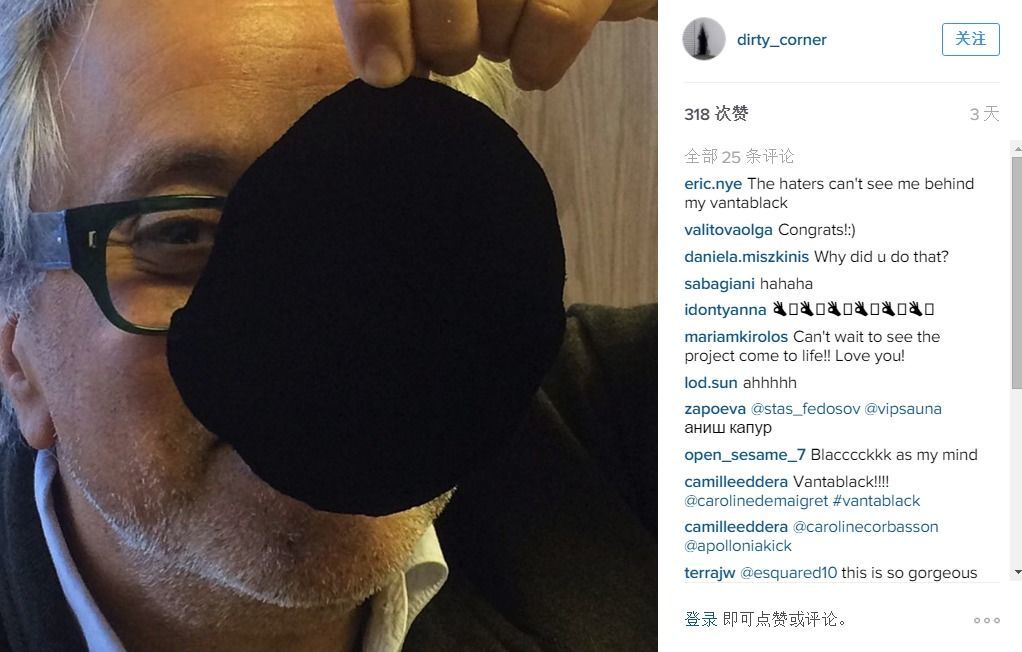 dirty_corner
关注
318 次赞
3 天
全部 25 条评论
eric.nye The haters can't see me behind
my vantablack
valitovaolga Congrats!:)
daniela.miszkinis Why did u do that?
sabagiani hahaha
idontyanna
mariamkirolos Can't wait to see the
project come to life!! Love you!
lod.sun ahhhhh
zapoeva @stas_fedosov @vipsauna
аниш капур
open_sesame_7 Blacccckkk as my mind
camilleeddera Vantablack!!!!
@carolinedemaigret #vantablack
camilleeddera @carolinecorbasson
@apolloniakick
terrajw @esquared10 this is so gorgeous
登录 即可点赞或评论。